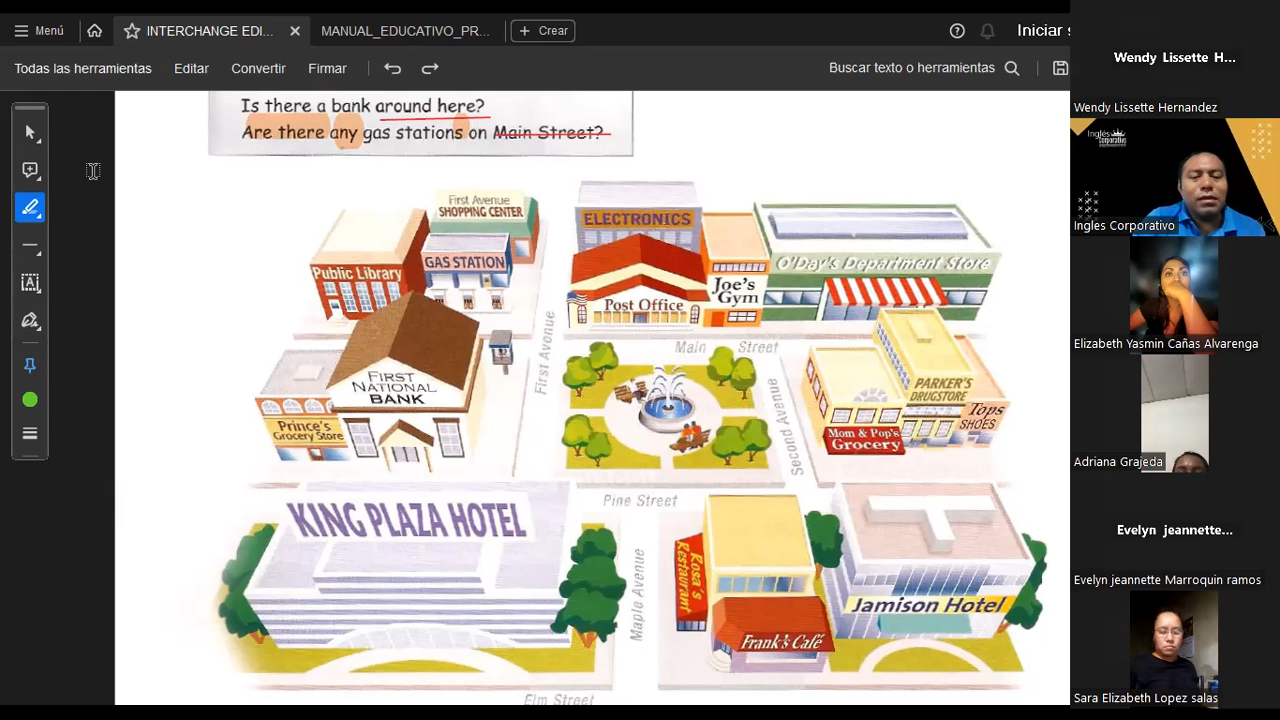 Menú
INTERCHANGE EDI...
MANUAL_EDUCATIVO_PR...
Crear
Iniciar s
Todas las herramientas
Editar
Convertir
Firmar
Buscar texto o herramientas
Is there a bank around here?
Are there any gas stations on Main Street?
First Avenue
SHOPPING CENTER
GAS STATION
Public Library
ELECTRONICS
Post Office
Joe's
Gym
O'Day's Department Store
Main Street
First Avenue
FIRST
NATIONAL
BANK
Prince's
Grocery Store
Second Avenue
PARKER'S
DRUGSTORE
Tops
SHOES
Mom & Pop's
Grocery
Pine Street
KING PLAZA HOTEL
Maple Avenue
Rosa's
Restaurant
Frank's Café
Jamison Hotel
Elm Street
Wendy Lissette H...
Wendy Lissette Hernandez
Inglés
Corporativo
Ingles Corporativo
Elizabeth Yasmin Cañas Alvarenga
Adriana Grajeda
Evelyn jeannette...
Evelyn jeannette Marroquin ramos
Sara Elizabeth Lopez salas